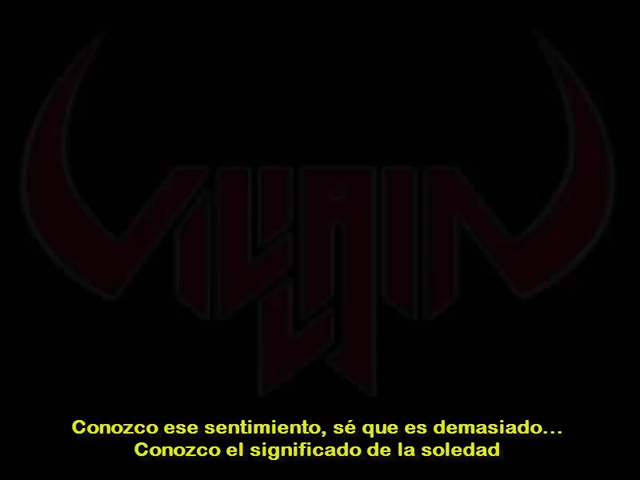 VILLAIN
Conozco ese sentimiento, sé que es demasiado...
Conozco el significado de la soledad